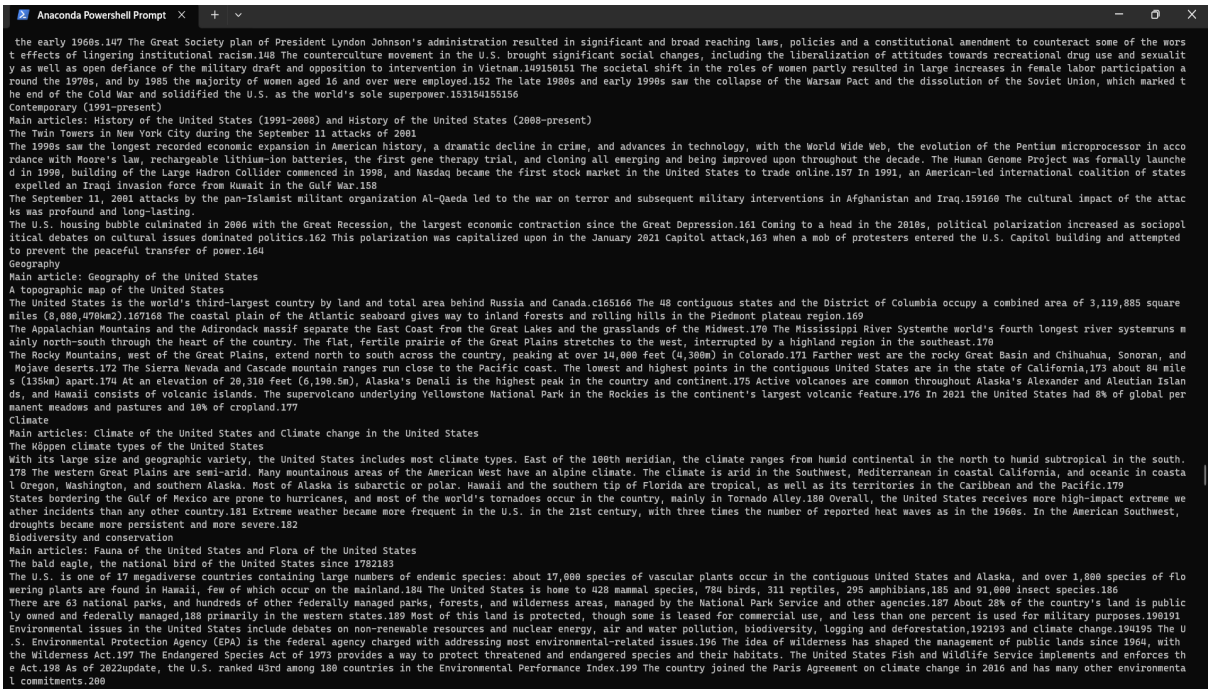 Anaconda Powershell Prompt
the early 1960s.147 The Great Society plan of President Lyndon Johnson's administration resulted in significant and broad reaching laws, policies and a constitutional amendment to counteract some of the wors
t effects of lingering institutional racism.148 The counterculture movement in the U.S. brought significant social changes, including the liberalization of attitudes towards recreational drug use and sexualit
y as well as open defiance of the military draft and opposition to intervention in Vietnam.149150151 The societal shift in the roles of women partly resulted in large increases in female labor participation a
round the 1970s, and by 1985 the majority of women aged 16 and over were employed.152 The late 1980s and early 1990s saw the collapse of the Warsaw Pact and the dissolution of the Soviet Union, which marked t
he end of the Cold War and solidified the U.S. as the world's sole superpower.153154155156
Contemporary (1991-present)
Main articles: History of the United States (1991-2008) and History of the United States (2008-present)
The Twin Towers in New York City during the September 11 attacks of 2001
The 1990s saw the longest recorded economic expansion in American history, a dramatic decline in crime, and advances in technology, with the World Wide Web, the evolution of the Pentium microprocessor in acco
rdance with Moore's law, rechargeable lithium-ion batteries, the first gene therapy trial, and cloning all emerging and being improved upon throughout the decade. The Human Genome Project was formally launche
d in 1990, building of the Large Hadron Collider commenced in 1998, and Nasdaq became the first stock market in the United States to trade online.157 In 1991, an American-led international coalition of states
expelled an Iraqi invasion force from Kuwait in the Gulf War.158
The September 11, 2001 attacks by the pan-Islamist militant organization Al-Qaeda led to the war on terror and subsequent military interventions in Afghanistan and Iraq.159160 The cultural impact of the attac
ks was profound and long-lasting.
The U.S. housing bubble culminated in 2006 with the Great Recession, the largest economic contraction since the Great Depression.161 Coming to a head in the 2010s, political polarization increased as sociopol
itical debates on cultural issues dominated politics.162 This polarization was capitalized upon in the January 2021 Capitol attack,163 when a mob of protesters entered the U.S. Capitol building and attempted
to prevent the peaceful transfer of power.164
Geography
Main article: Geography of the United States
A topographic map of the United States
The United States is the world's third-largest country by land and total area behind Russia and Canada.c165166 The 48 contiguous states and the District of Columbia occupy a combined area of 3,119,885 square
miles (8,080,470km2).167168 The coastal plain of the Atlantic seaboard gives way to inland forests and rolling hills in the Piedmont plateau region.169
The Appalachian Mountains and the Adirondack massif separate the East Coast from the Great Lakes and the grasslands of the Midwest.170 The Mississippi River Systemthe world's fourth longest river systemruns m
ainly north-south through the heart of the country. The flat, fertile prairie of the Great Plains stretches to the west, interrupted by a highland region in the southeast.170
The Rocky Mountains, west of the Great Plains, extend north to south across the country, peaking at over 14,000 feet (4,300m) in Colorado.171 Farther west are the rocky Great Basin and Chihuahua, Sonoran, and
Mojave deserts.172 The Sierra Nevada and Cascade mountain ranges run close to the Pacific coast. The lowest and highest points in the contiguous United States are in the state of California,173 about 84 mile
s (135km) apart.174 At an elevation of 20,310 feet (6,190.5m), Alaska's Denali is the highest peak in the country and continent.175 Active volcanoes are common throughout Alaska's Alexander and Aleutian Islan
ds, and Hawaii consists of volcanic islands. The supervolcano underlying Yellowstone National Park in the Rockies is the continent's largest volcanic feature.176 In 2021 the United States had 8% of global per
manent meadows and pastures and 10% of cropland.177
Climate
Main articles: Climate of the United States and Climate change in the United States
The Köppen climate types of the United States
With its large size and geographic variety, the United States includes most climate types. East of the 100th meridian, the climate ranges from humid continental in the north to humid subtropical in the south.
178 The western Great Plains are semi-arid. Many mountainous areas of the American West have an alpine climate. The climate is arid in the Southwest, Mediterranean in coastal California, and oceanic in coasta
l Oregon, Washington, and southern Alaska. Most of Alaska is subarctic or polar. Hawaii and the southern tip of Florida are tropical, as well as its territories in the Caribbean and the Pacific.179
States bordering the Gulf of Mexico are prone to hurricanes, and most of the world's tornadoes occur in the country, mainly in Tornado Alley.180 Overall, the United States receives more high-impact extreme we
ather incidents than any other country.181 Extreme weather became more frequent in the U.S. in the 21st century, with three times the number of reported heat waves as in the 1960s. In the American Southwest,
droughts became more persistent and more severe.182
Biodiversity and conservation
Main articles: Fauna of the United States and Flora of the United States
The bald eagle, the national bird of the United States since 1782183
The U.S. is one of 17 megadiverse countries containing large numbers of endemic species: about 17,000 species of vascular plants occur in the contiguous United States and Alaska, and over 1,800 species of flo
wering plants are found in Hawaii, few of which occur on the mainland.184 The United States is home to 428 mammal species, 784 birds, 311 reptiles, 295 amphibians,185 and 91,000 insect species.186
There are 63 national parks, and hundreds of other federally managed parks, forests, and wilderness areas, managed by the National Park Service and other agencies.187 About 28% of the country's land is public
ly owned and federally managed,188 primarily in the western states.189 Most of this land is protected, though some is leased for commercial use, and less than one percent is used for military purposes.190191
Environmental issues in the United States include debates on non-renewable resources and nuclear energy, air and water pollution, biodiversity, logging and deforestation,192193 and climate change.194195 The U
.S. Environmental Protection Agency (EPA) is the federal agency charged with addressing most environmental-related issues.196 The idea of wilderness has shaped the management of public lands since 1964, with
the Wilderness Act.197 The Endangered Species Act of 1973 provides a way to protect threatened and endangered species and their habitats. The United States Fish and Wildlife Service implements and enforces th
e Act.198 As of 2022update, the U.S. ranked 43rd among 180 countries in the Environmental Performance Index.199 The country joined the Paris Agreement on climate change in 2016 and has many other environmenta
l commitments.200